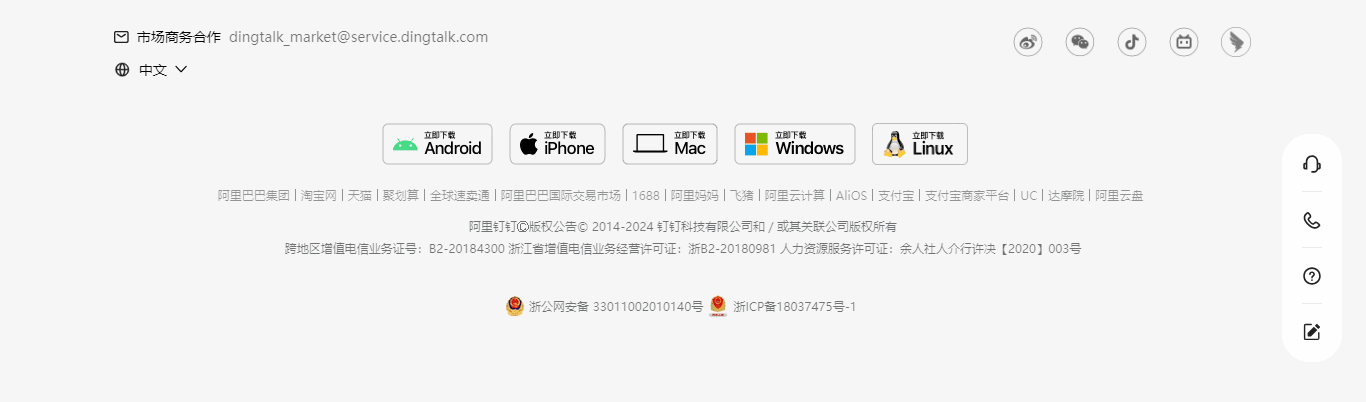 市场商务合作 dingtalk_market@service.dingtalk.com
中文
立即下载 立即下载 立即下载 立即下载 立即下载
Android iPhone Mac Windows Linux
阿里巴巴集团 | 淘宝网 | 天猫 | 聚划算 | 全球速卖通 | 阿里巴巴国际交易市场 | 1688 | 阿里妈妈 | 飞猪 | 阿里云计算 | AliOS | 支付宝 | 支付宝商家平台 | UC | 达摩院 | 阿里云盘
阿里钉钉©版权公告© 2014-2024 钉钉科技有限公司和 / 或其关联公司版权所有
跨地区增值电信业务证号：B2-20184300 浙江省增值电信业务经营许可证：浙B2-20180981 人力资源服务许可证：余人社人介行许决【2020】003号
浙公网安备 33011002010140号 浙ICP备18037475号-1